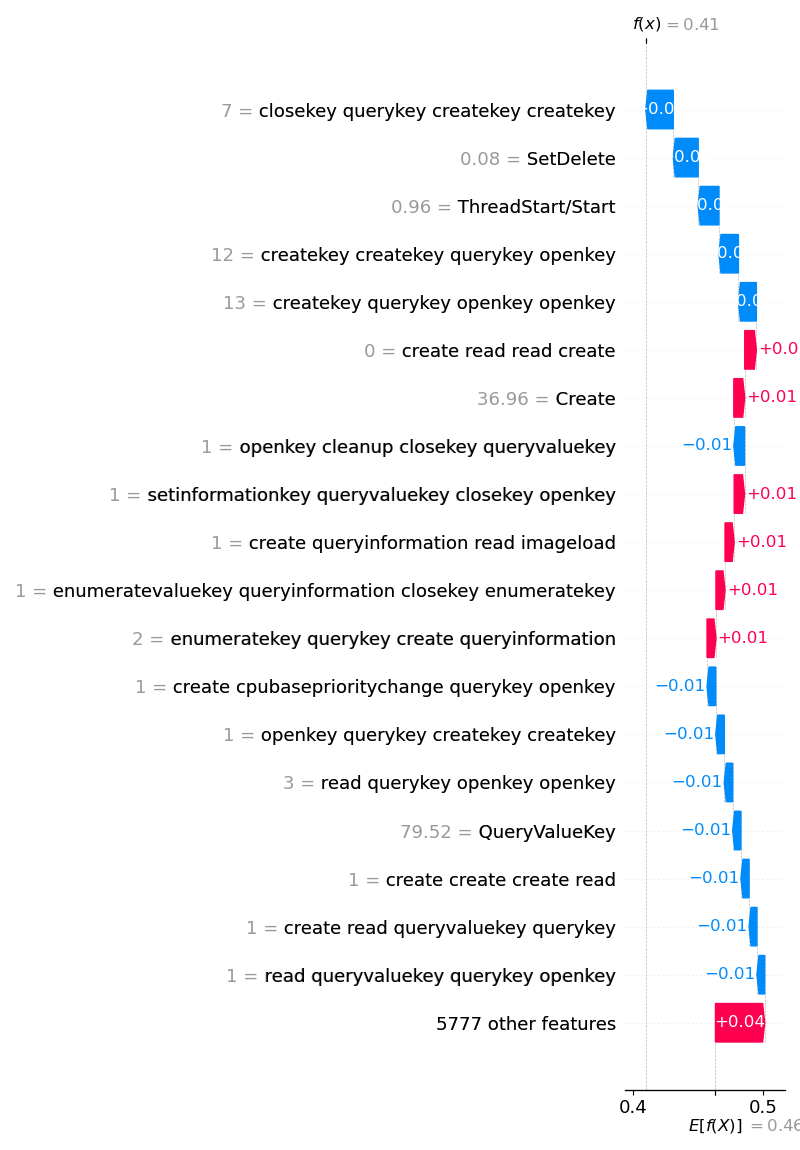 f(x) = 0.41
7 = closekey querykey createkey createkey
0.08 = SetDelete
0.96 = ThreadStart/Start
12 = createkey createkey querykey openkey
13 = createkey querykey openkey openkey
0 = create read read create +0.0
36.96 = Create +0.01
1 = openkey cleanup closekey queryvaluekey −0.01
1 = setinformationkey queryvaluekey closekey openkey +0.01
1 = create queryinformation read imageload +0.01
1 = enumeratevaluekey queryinformation closekey enumeratekey +0.01
2 = enumeratekey querykey create queryinformation +0.01
1 = create cpubaseprioritychange querykey openkey −0.01
1 = openkey querykey createkey createkey −0.01
3 = read querykey openkey openkey −0.01
79.52 = QueryValueKey −0.01
1 = create create create read −0.01
1 = create read queryvaluekey querykey −0.01
1 = read queryvaluekey querykey openkey −0.01
5777 other features +0.04
0.4 0.5
E[f(X)] = 0.46